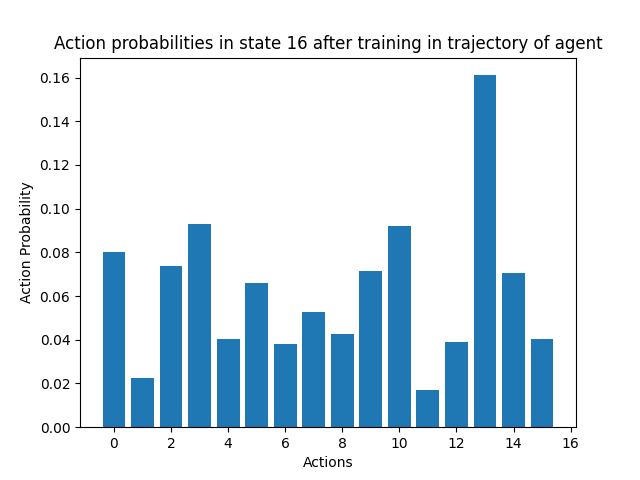 Action probabilities in state 16 after training in trajectory of agent
0.16
0.14
0.12
0.10
0.08
0.06
0.04
0.02
0.00
Action Probability
0 2 4 6 8 10 12 14 16
Actions